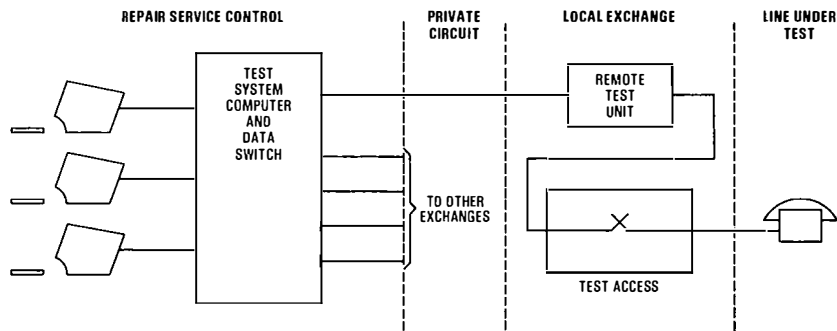 REPAIR SERVICE CONTROL
PRIVATE
CIRCUIT
LOCAL EXCHANGE
LINE UNDER
TEST
TEST
SYSTEM
COMPUTER
AND
DATA
SWITCH
REMOTE
TEST
UNIT
TO OTHER
EXCHANGES
TEST ACCESS